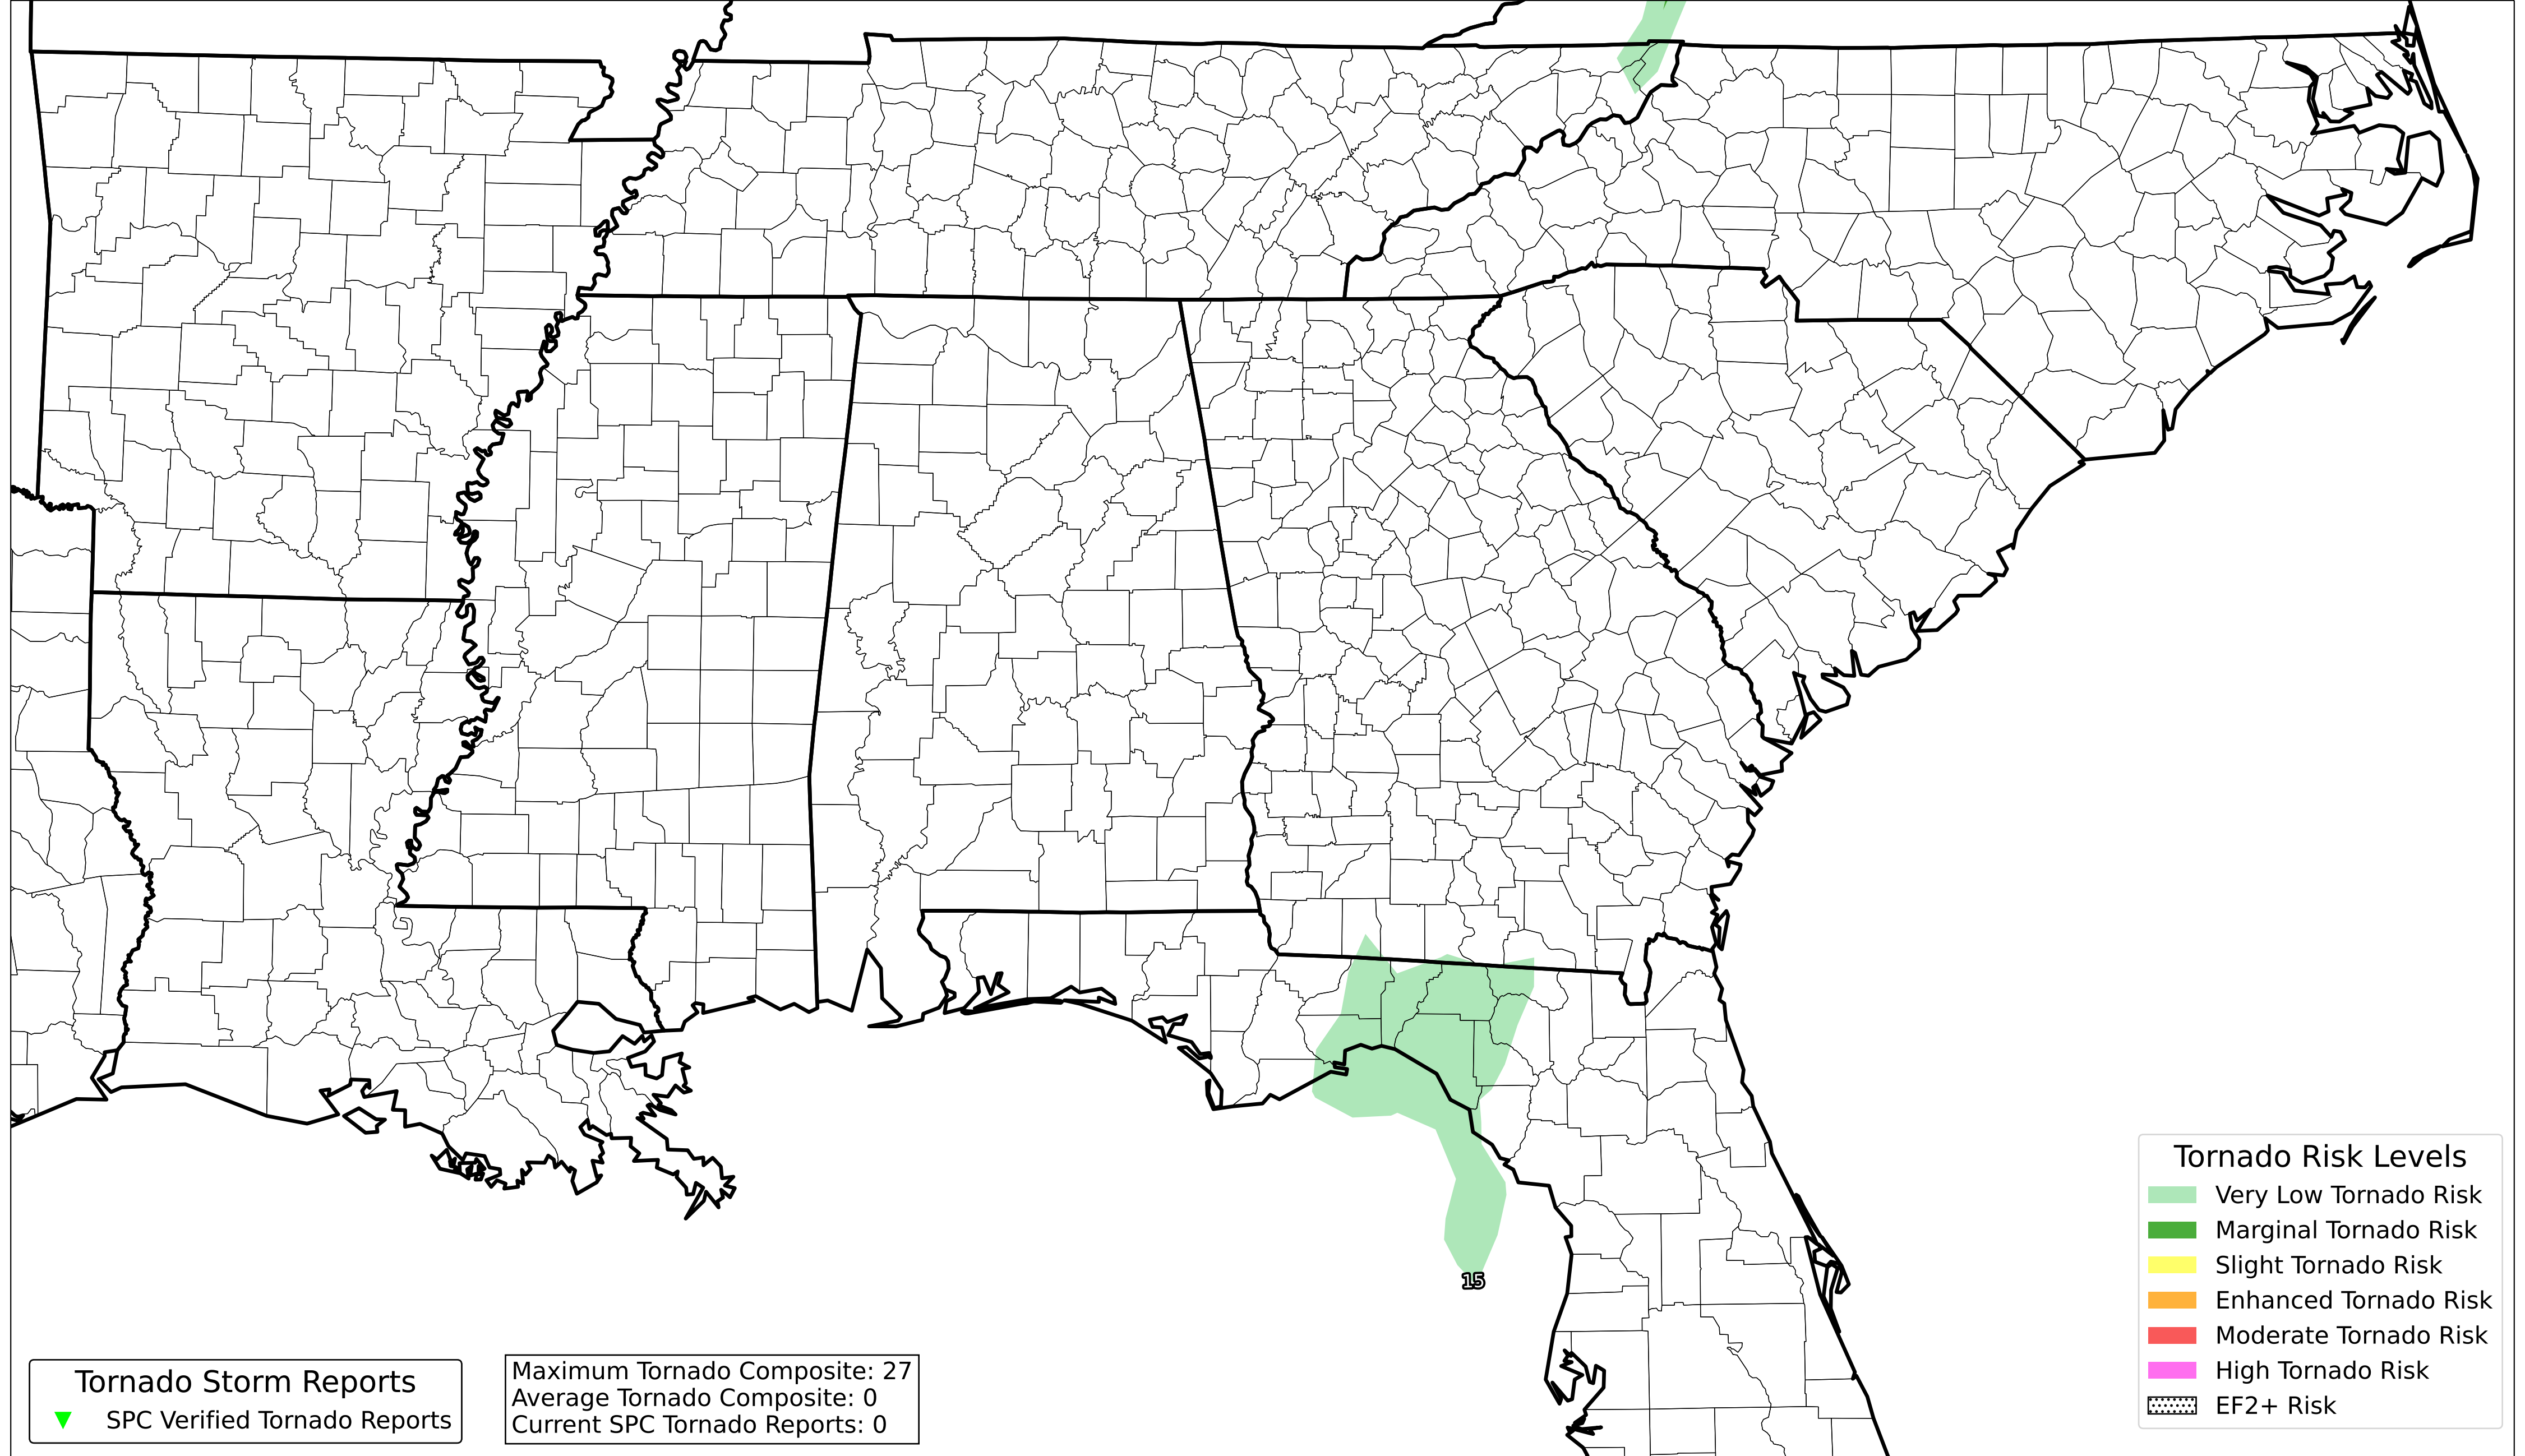 15
Tornado Risk Levels
Very Low Tornado Risk
Marginal Tornado Risk
Slight Tornado Risk
Enhanced Tornado Risk
Moderate Tornado Risk
High Tornado Risk
EF2+ Risk
Tornado Storm Reports
SPC Verified Tornado Reports
Maximum Tornado Composite: 27
Average Tornado Composite: 0
Current SPC Tornado Reports: 0